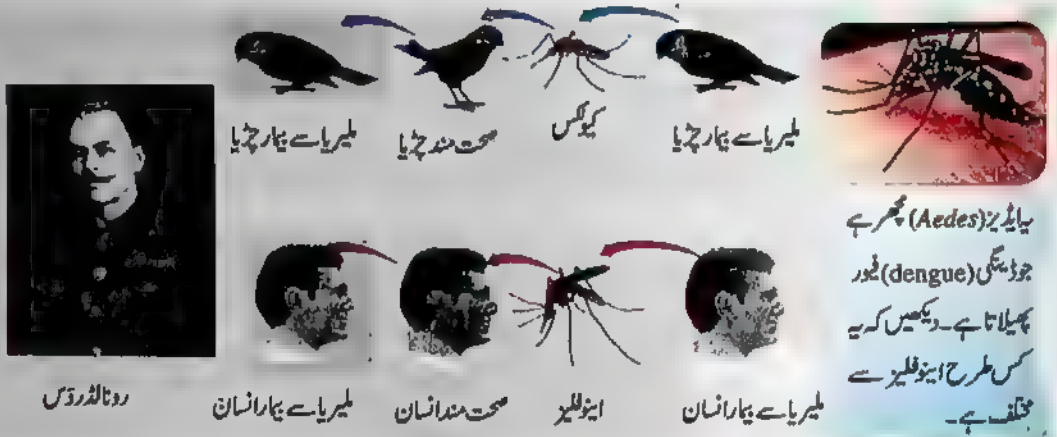 ملیریا سے بیمار چڑیا
کیولکس
صحت مند چڑیا
ملیریا سے بیمار چڑیا
یہ ایڈیز (Aedes) مچھر ہے
جو ڈینگی (dengue) فیور
پھیلاتا ہے۔ دیکھیں کہ یہ
کس طرح اینوفلیز سے
مختلف ہے۔
ملیریا سے بیمار انسان
اینوفلیز
صحت مند انسان
ملیریا سے بیمار انسان
رونالڈ روس